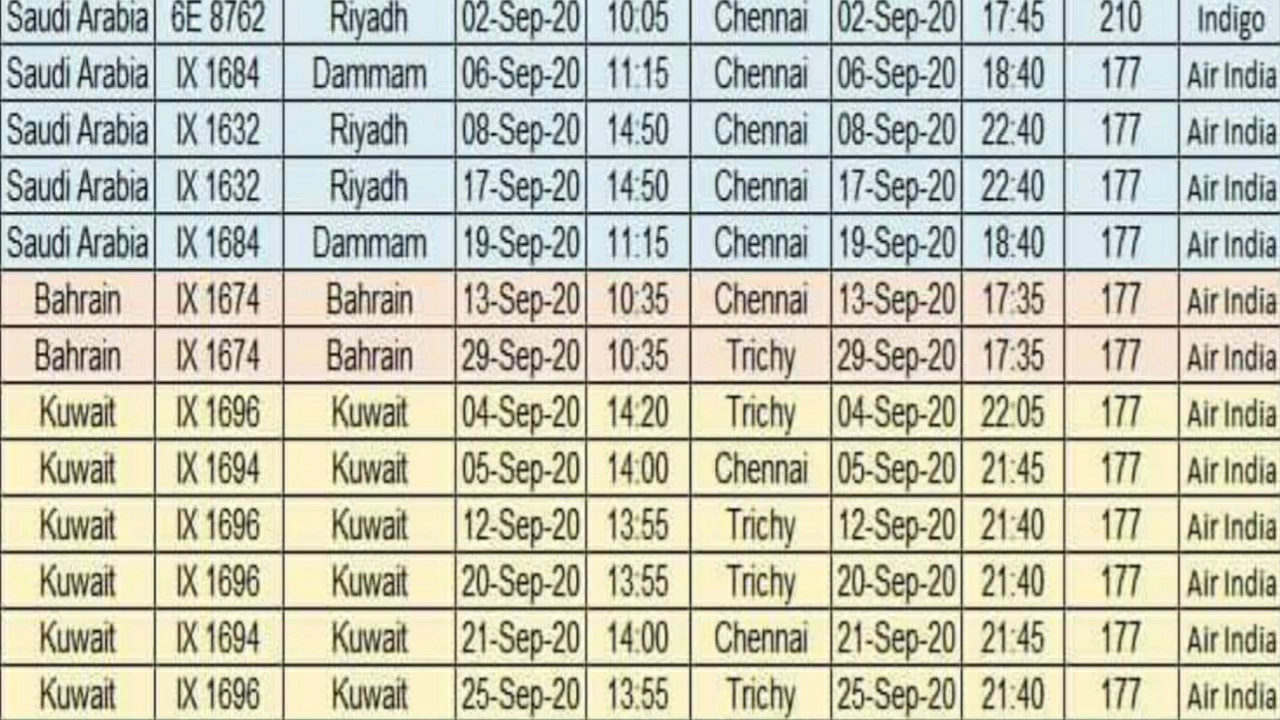 Saudi Arabia 6E 8762 Riyadh 02-Sep-20 10:05 Chennai 02-Sep-20 17:45 210 Indigo
Saudi Arabia IX 1684 Dammam 06-Sep-20 11:15 Chennai 06-Sep-20 18:40 177 Air India
Saudi Arabia IX 1632 Riyadh 08-Sep-20 14:50 Chennai 08-Sep-20 22:40 177 Air India
Saudi Arabia IX 1632 Riyadh 17-Sep-20 14:50 Chennai 17-Sep-20 22:40 177 Air India
Saudi Arabia IX 1684 Dammam 19-Sep-20 11:15 Chennai 19-Sep-20 18:40 177 Air India
Bahrain IX 1674 Bahrain 13-Sep-20 10:35 Chennai 13-Sep-20 17:35 177 Air India
Bahrain IX 1674 Bahrain 29-Sep-20 10:35 Trichy 29-Sep-20 17:35 177 Air India
Kuwait IX 1696 Kuwait 04-Sep-20 14:20 Trichy 04-Sep-20 22:05 177 Air India
Kuwait IX 1694 Kuwait 05-Sep-20 14:00 Chennai 05-Sep-20 21:45 177 Air India
Kuwait IX 1696 Kuwait 12-Sep-20 13:55 Trichy 12-Sep-20 21:40 177 Air India
Kuwait IX 1696 Kuwait 20-Sep-20 13:55 Trichy 20-Sep-20 21:40 177 Air India
Kuwait IX 1694 Kuwait 21-Sep-20 14:00 Chennai 21-Sep-20 21:45 177 Air India
Kuwait IX 1696 Kuwait 25-Sep-20 13:55 Trichy 25-Sep-20 21:40 177 Air India